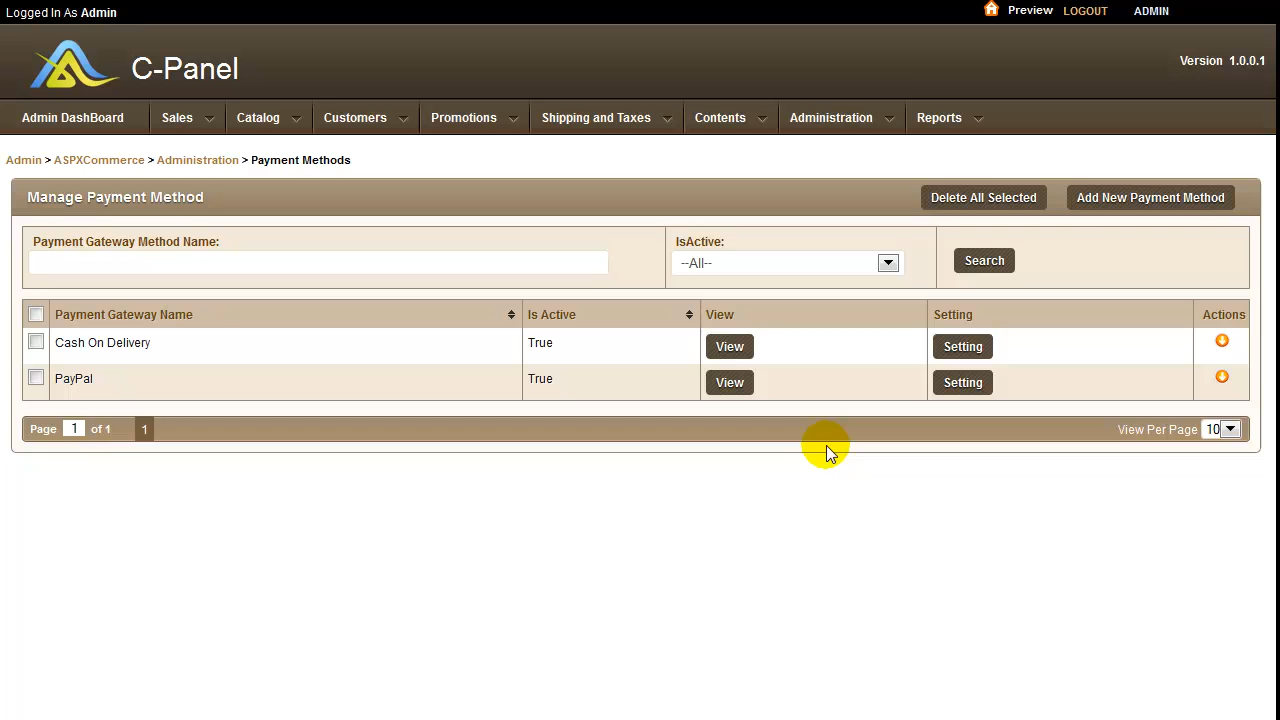 Logged In As Admin
Preview LOGOUT ADMIN
C-Panel
Version 1.0.0.1
Admin DashBoard Sales Catalog Customers Promotions Shipping and Taxes Contents Administration Reports
Admin > ASPXCommerce > Administration > Payment Methods
Manage Payment Method Delete All Selected Add New Payment Method
Payment Gateway Method Name: IsActive:
--All-- Search
Payment Gateway Name Is Active View Setting Actions
Cash On Delivery True View Setting
PayPal True View Setting
Page 1 of 1 1 View Per Page 10